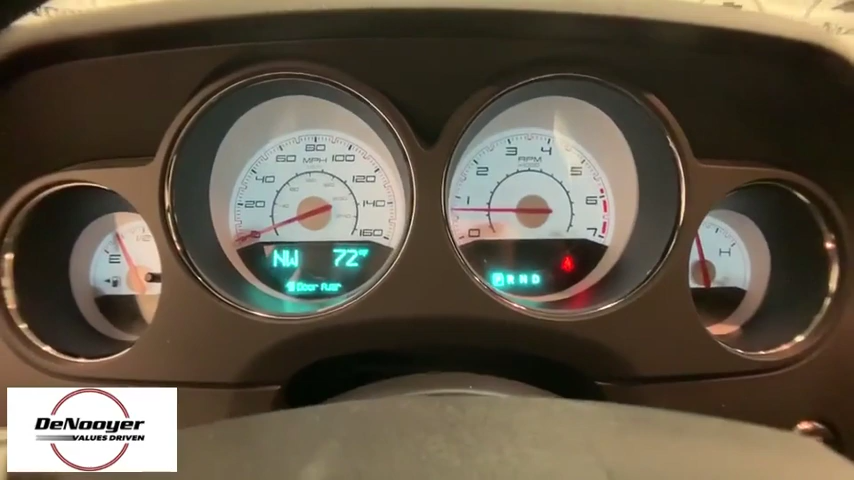 80
60 100
MPH
40 120
20 140
160
NW 72°F
Door Ajar
3 4
RPM
2 5
1 6
0 7
P R N D
E
H
DeNooyer
VALUES DRIVEN